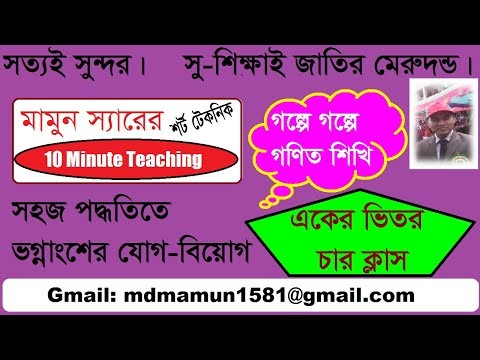 সত্যই সুন্দর। সু-শিক্ষাই জাতির মেরুদন্ড।
মামুন স্যারের শর্ট টেকনিক
10 Minute Teaching
গল্পে গল্পে
গণিত শিখি
সহজ পদ্ধতিতে
ভগ্নাংশের যোগ-বিয়োগ
একের ভিতর
চার ক্লাস
Gmail: mdmamun1581@gmail.com